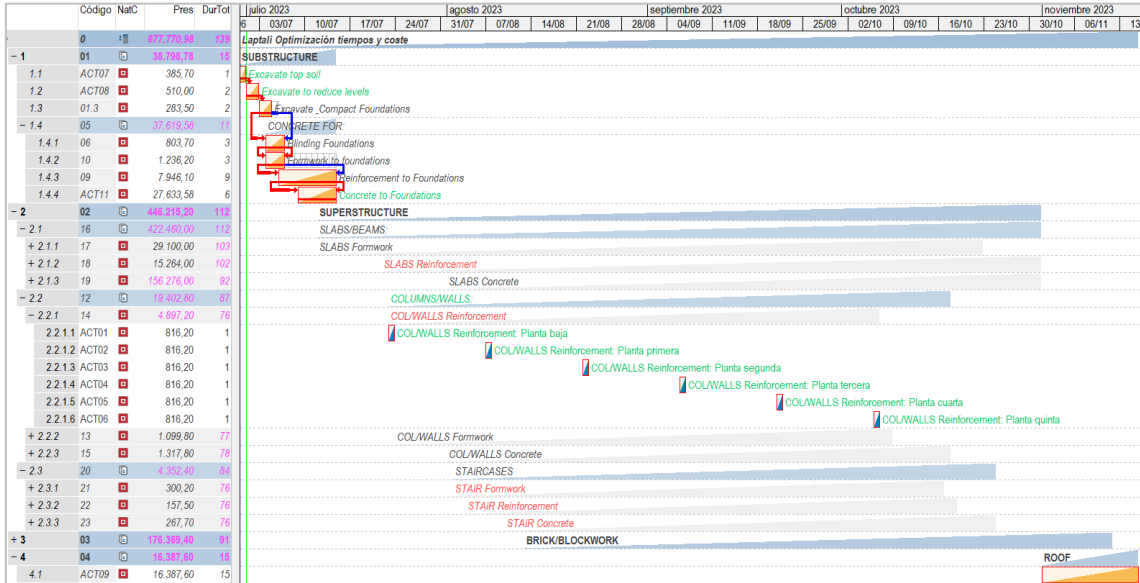 Código NatC Pres DurTot julio 2023 agosto 2023 septiembre 2023 octubre 2023 noviembre 2023
6 03/07 10/07 17/07 24/07 31/07 07/08 14/08 21/08 28/08 04/09 11/09 18/09 25/09 02/10 09/10 16/10 23/10 30/10 06/11 13
0 677.770,98 139 Laptali Optimización tiempos y coste
− 1 01 38.798,78 15 SUBSTRUCTURE
1.1 ACT07 385,70 1 Excavate top soil
1.2 ACT08 510,00 2 Excavate to reduce levels
1.3 01.3 283,50 2 Excavate _Compact Foundations
− 1.4 05 37.619,58 11 CONCRETE FOR:
1.4.1 06 803,70 3 Blinding Foundations
1.4.2 10 1.236,20 3 Formwork to foundations
1.4.3 09 7.946,10 9 Reinforcement to Foundations
1.4.4 ACT11 27.633,58 6 Concrete to Foundations
− 2 02 446.215,20 112 SUPERSTRUCTURE
− 2.1 16 422.460,00 112 SLABS/BEAMS:
+ 2.1.1 17 29.100,00 103 SLABS Formwork
+ 2.1.2 18 15.264,00 102 SLABS Reinforcement
+ 2.1.3 19 156.276,00 92 SLABS Concrete
− 2.2 12 19.402,80 87 COLUMNS/WALLS:
− 2.2.1 14 4.897,20 76 COL/WALLS Reinforcement
2.2.1.1 ACT01 816,20 1 COL/WALLS Reinforcement: Planta baja
2.2.1.2 ACT02 816,20 1 COL/WALLS Reinforcement: Planta primera
2.2.1.3 ACT03 816,20 1 COL/WALLS Reinforcement: Planta segunda
2.2.1.4 ACT04 816,20 1 COL/WALLS Reinforcement: Planta tercera
2.2.1.5 ACT05 816,20 1 COL/WALLS Reinforcement: Planta cuarta
2.2.1.6 ACT06 816,20 1 COL/WALLS Reinforcement: Planta quinta
+ 2.2.2 13 1.099,80 77 COL/WALLS Formwork
+ 2.2.3 15 1.317,80 78 COL/WALLS Concrete
− 2.3 20 4.352,40 84 STAIRCASES
+ 2.3.1 21 300,20 76 STAIR Formwork
+ 2.3.2 22 157,50 76 STAIR Reinforcement
+ 2.3.3 23 267,70 76 STAIR Concrete
+ 3 03 176.369,40 91 BRICK/BLOCKWORK
− 4 04 16.387,60 15 ROOF
4.1 ACT09 16.387,60 15